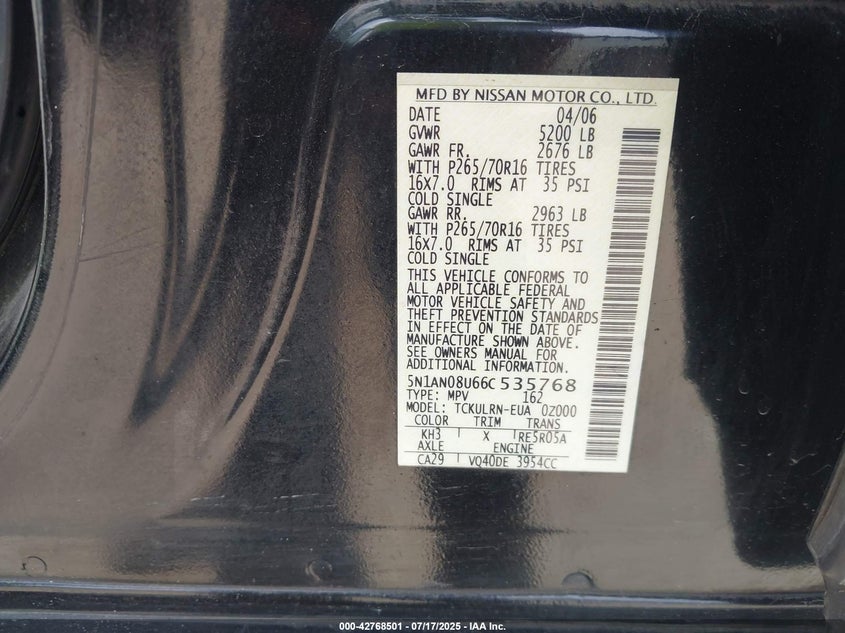 MFD BY NISSAN MOTOR CO., LTD.
DATE 04/06
GVWR 5200 LB
GAWR FR. 2676 LB
WITH P265/70R16 TIRES
16X7.0 RIMS AT 35 PSI
COLD SINGLE
GAWR RR. 2963 LB
WITH P265/70R16 TIRES
16X7.0 RIMS AT 35 PSI
COLD SINGLE
THIS VEHICLE CONFORMS TO
ALL APPLICABLE FEDERAL
MOTOR VEHICLE SAFETY AND
THEFT PREVENTION STANDARDS
IN EFFECT ON THE DATE OF
MANUFACTURE SHOWN ABOVE.
SEE OWNERS MANUAL FOR
ADDITIONAL INFORMATION.
5N1AN08U66C535768
TYPE: MPV 162
MODEL: TCKULRN-EUA 0Z000
COLOR TRIM TRANS
KH3 X RE5R05A
AXLE ENGINE
CA29 VQ40DE 3954CC
000-42768501 - 07/17/2025 - IAA Inc.